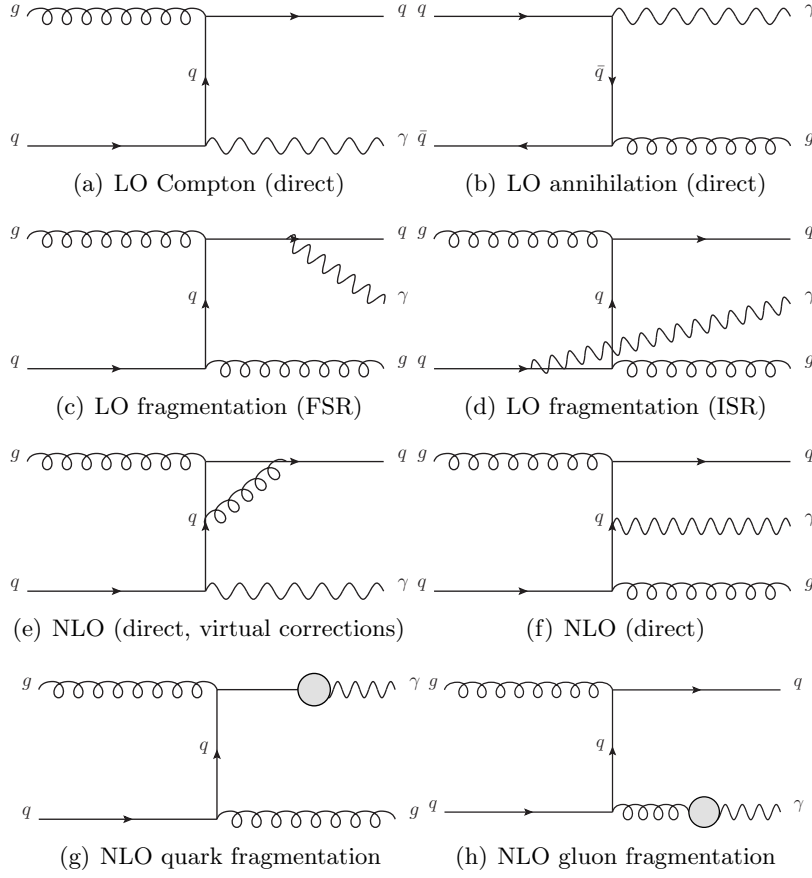 g q q γ
q q̄
q γ q̄ g
(a) LO Compton (direct) (b) LO annihilation (direct)
g q g q
q γ q γ
q g q g
(c) LO fragmentation (FSR) (d) LO fragmentation (ISR)
g q g q
q q γ
q γ q g
(e) NLO (direct, virtual corrections) (f) NLO (direct)
g γ g q
q q
q g q γ
(g) NLO quark fragmentation (h) NLO gluon fragmentation